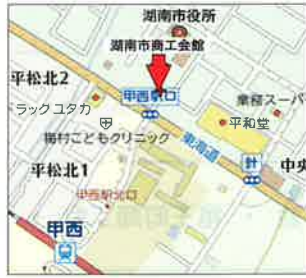 湖南市役所
湖南市商工会館
平松北2
甲西駅口
業務スーパー
ラックユタカ
平和堂
梅村こどもクリニック
東海道
計
中央
平松北1
甲西駅北口
甲西